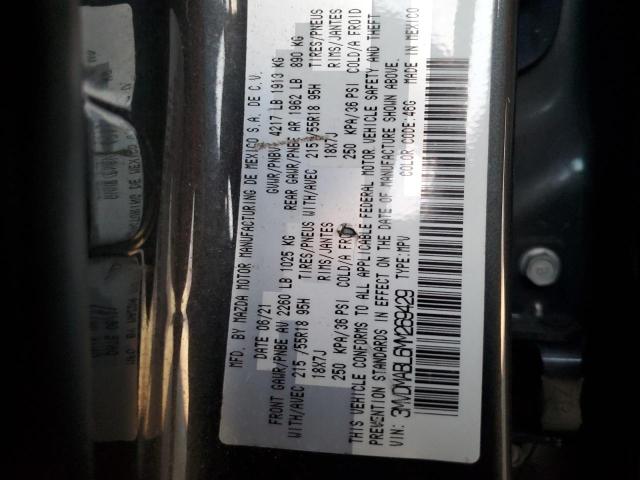 MFD. BY MAZDA MOTOR MANUFACTURING DE MEXICO S.A. DE C.V.
DATE 06/21 GVWR/PNBV 4217 LB 1913 KG
FRONT GAWR/PNBE AV 2260 LB 1025 KG REAR GAWR/PNBE AR 1962 LB 890 KG
WITH/AVEC 215 /55R18 95H TIRES/PNEUS WITH/AVEC 215 /55R18 95H TIRES/PNEUS
18X7J RIMS/JANTES 18X7J RIMS/JANTES
250 KPA/36 PSI COLD/A FROID 250 KPA/36 PSI COLD/A FROID
THIS VEHICLE CONFORMS TO ALL APPLICABLE FEDERAL MOTOR VEHICLE SAFETY AND THEFT
PREVENTION STANDARDS IN EFFECT ON THE DATE OF MANUFACTURE SHOWN ABOVE.
VIN: 3MVDMABL6MM269429 TYPE:MPV COLOR CODE:46G MADE IN MEXICO